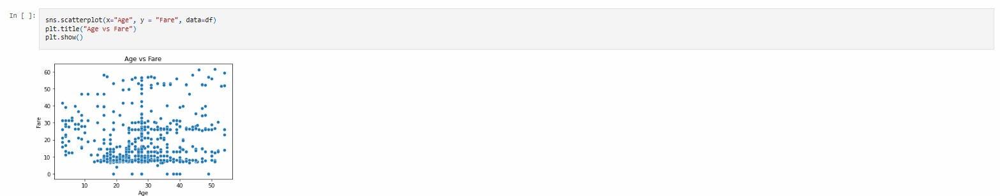 In [ ]:
sns.scatterplot(x="Age", y = "Fare", data=df)
plt.title("Age vs Fare")
plt.show()
Age vs Fare
60
50
40
30
20
10
0
Fare
10 20 30 40 50
Age